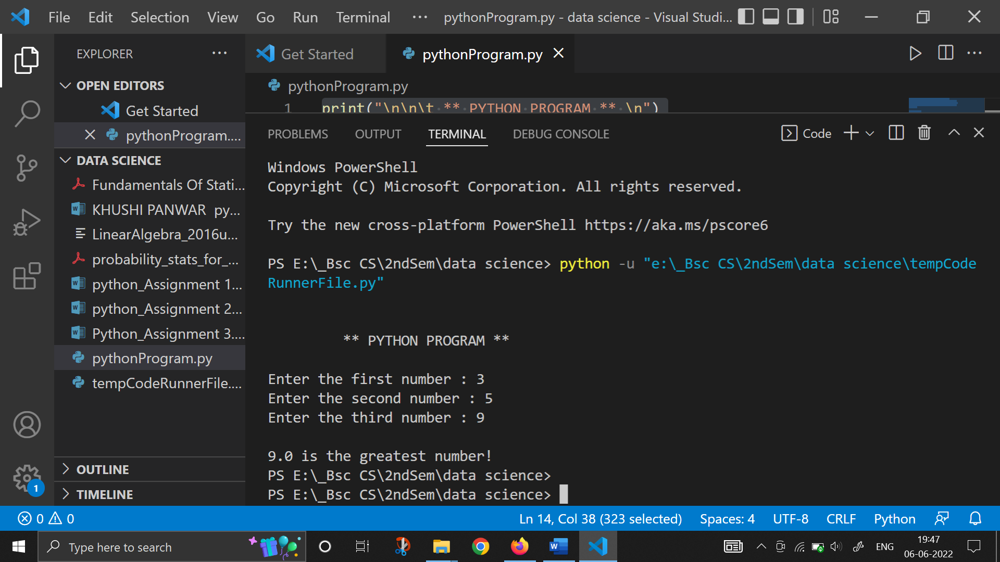 File Edit Selection View Go Run Terminal ··· pythonProgram.py - data science - Visual Studi...
EXPLORER ···
Get Started
pythonProgram.py
OPEN EDITORS
Get Started
pythonProgram....
DATA SCIENCE
Fundamentals Of Stati...
KHUSHI PANWAR py...
LinearAlgebra_2016u...
probability_stats_for_...
python_Assignment 1...
python_Assignment 2...
Python_Assignment 3....
pythonProgram.py
tempCodeRunnerFile....
OUTLINE
TIMELINE
pythonProgram.py
1 print("\n\n\t ** PYTHON PROGRAM ** \n")
PROBLEMS OUTPUT TERMINAL DEBUG CONSOLE Code
Windows PowerShell
Copyright (C) Microsoft Corporation. All rights reserved.
Try the new cross-platform PowerShell https://aka.ms/pscore6
PS E:\_Bsc CS\2ndSem\data science> python -u "e:\_Bsc CS\2ndSem\data science\tempCode
RunnerFile.py"
** PYTHON PROGRAM **
Enter the first number : 3
Enter the second number : 5
Enter the third number : 9
9.0 is the greatest number!
PS E:\_Bsc CS\2ndSem\data science>
PS E:\_Bsc CS\2ndSem\data science>
1
0 0 Ln 14, Col 38 (323 selected) Spaces: 4 UTF-8 CRLF Python
Type here to search
ENG
19:47
06-06-2022